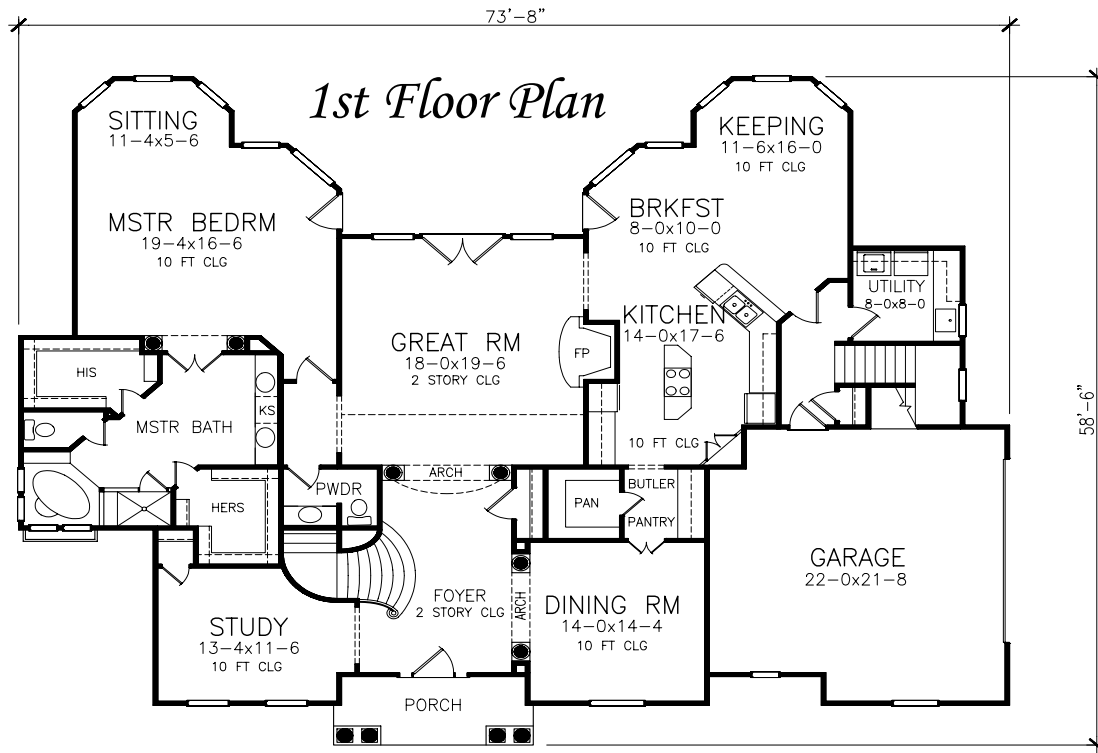 73'-8"
1st Floor Plan
SITTING
11-4x5-6
KEEPING
11-6x16-0
10 FT CLG
MSTR BEDRM
19-4x16-6
10 FT CLG
BRKFST
8-0x10-0
10 FT CLG
UTILITY
8-0x8-0
KITCHEN
14-0x17-6
GREAT RM
18-0x19-6
2 STORY CLG
FP
HIS
KS
MSTR BATH
10 FT CLG
58'-6"
ARCH
PWDR
BUTLER
PANTRY
PAN
HERS
GARAGE
22-0x21-8
FOYER
2 STORY CLG
ARCH
DINING RM
14-0x14-4
10 FT CLG
STUDY
13-4x11-6
10 FT CLG
PORCH